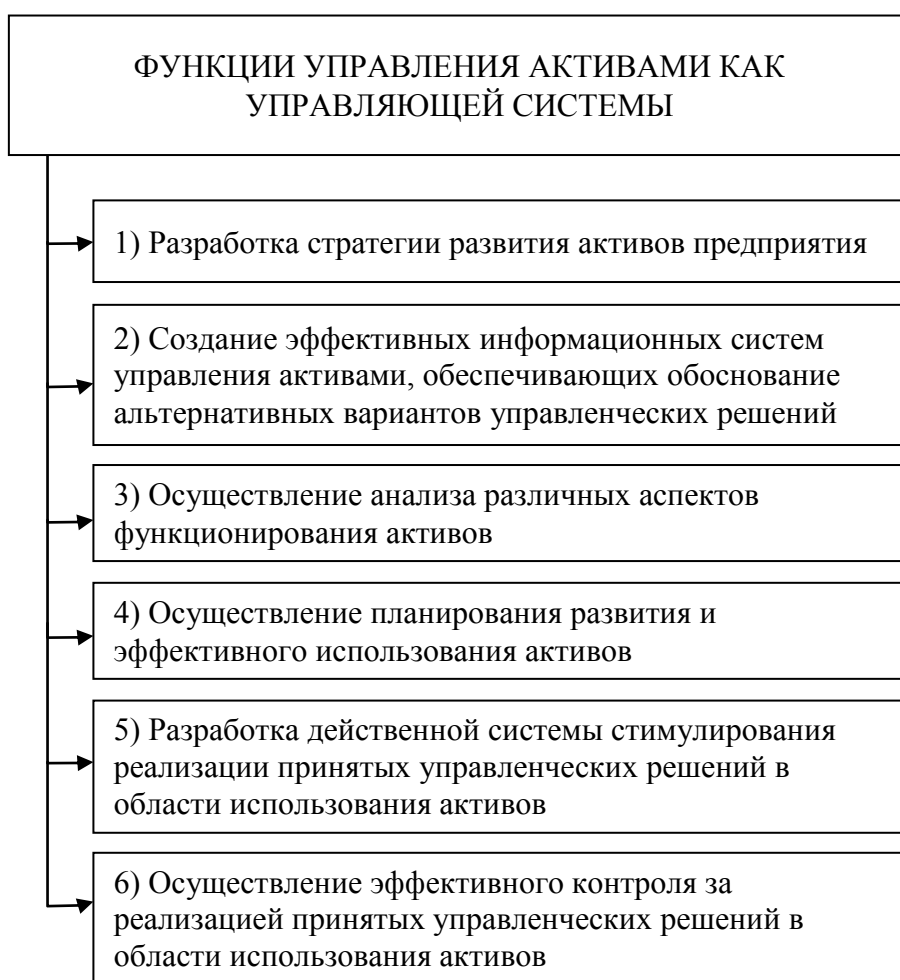 ФУНКЦИИ УПРАВЛЕНИЯ АКТИВАМИ КАК
УПРАВЛЯЮЩЕЙ СИСТЕМЫ
1) Разработка стратегии развития активов предприятия
2) Создание эффективных информационных систем
управления активами, обеспечивающих обоснование
альтернативных вариантов управленческих решений
3) Осуществление анализа различных аспектов
функционирования активов
4) Осуществление планирования развития и
эффективного использования активов
5) Разработка действенной системы стимулирования
реализации принятых управленческих решений в
области использования активов
6) Осуществление эффективного контроля за
реализацией принятых управленческих решений в
области использования активов